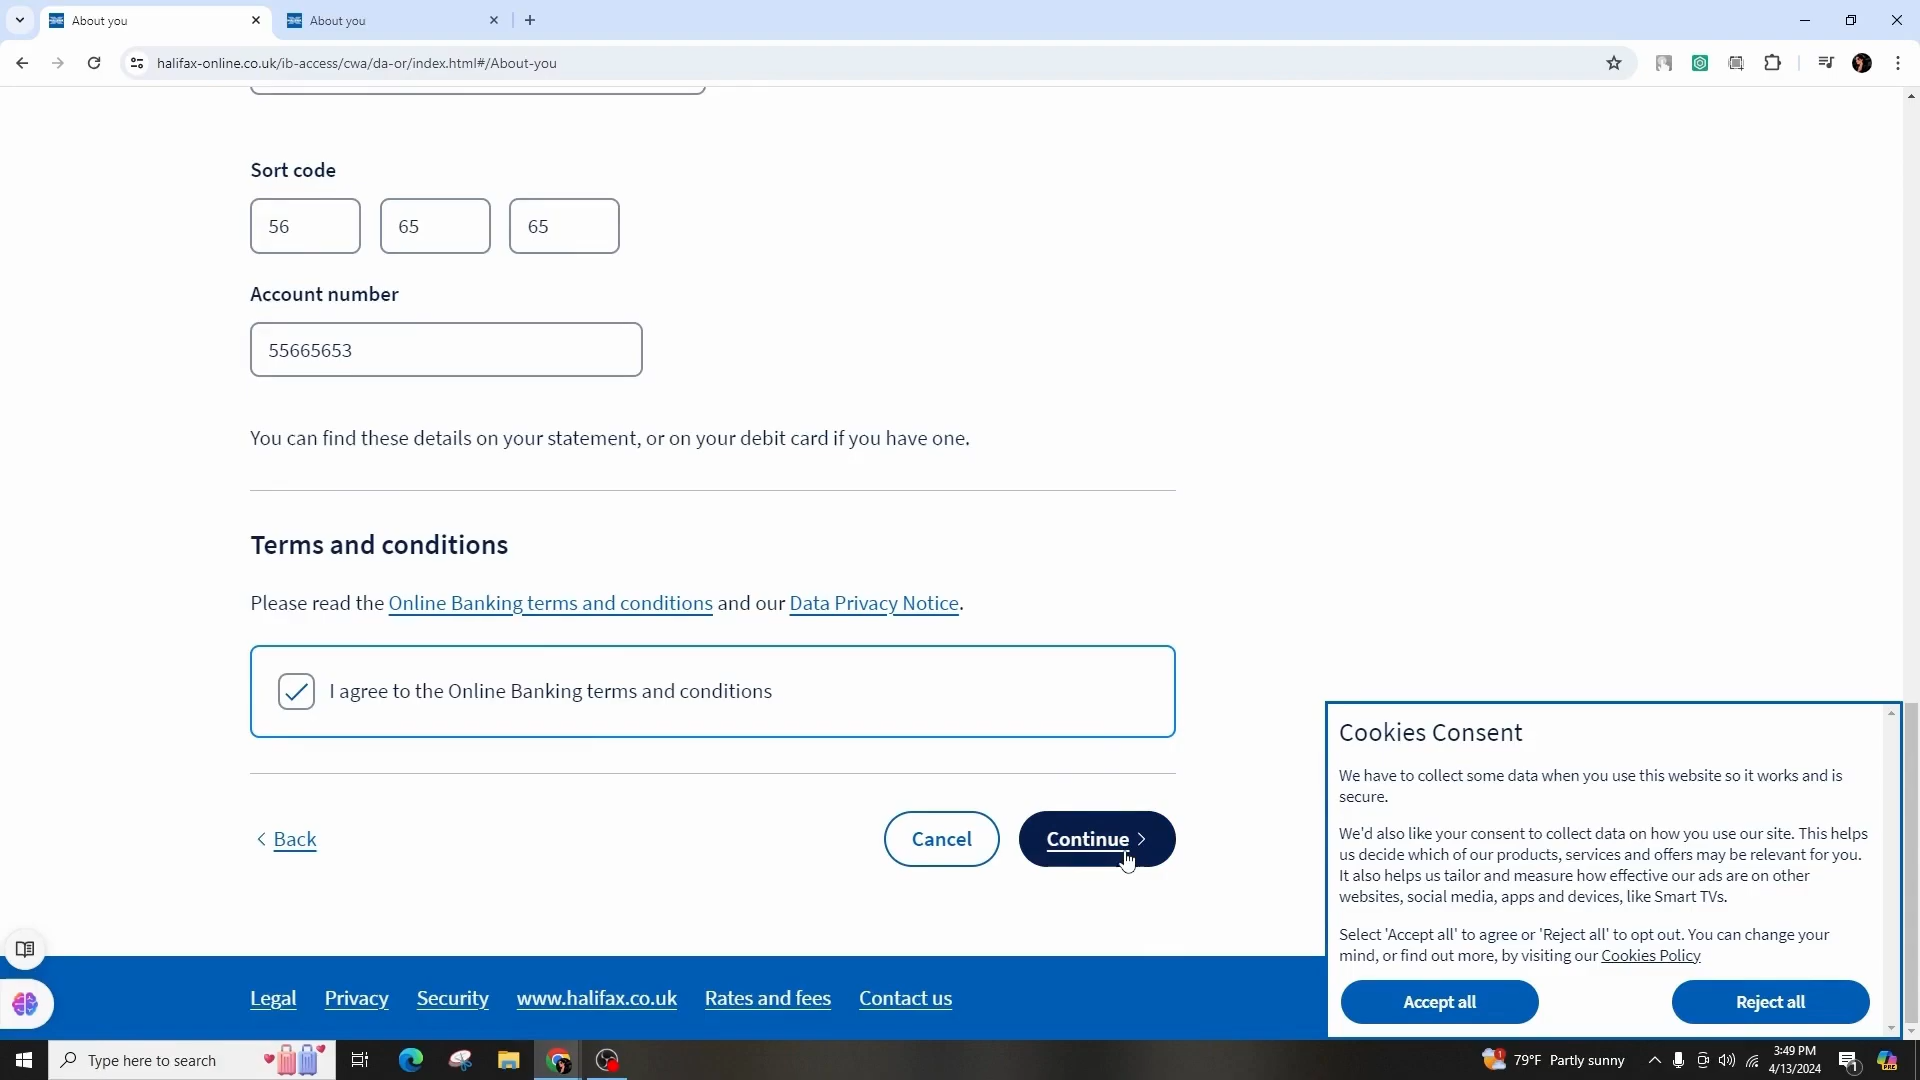 About you
About you
halifax-online.co.uk/ib-access/cwa/da-or/index.html#/About-you
Sort code
56 65 65
Account number
55665653
You can find these details on your statement, or on your debit card if you have one.
Terms and conditions
Please read the Online Banking terms and conditions and our Data Privacy Notice.
I agree to the Online Banking terms and conditions
Back
Cancel
Continue
Cookies Consent
We have to collect some data when you use this website so it works and is
secure.
We'd also like your consent to collect data on how you use our site. This helps
us decide which of our products, services and offers may be relevant for you.
It also helps us tailor and measure how effective our ads are on other
websites, social media, apps and devices, like Smart TVs.
Select 'Accept all' to agree or 'Reject all' to opt out. You can change your
mind, or find out more, by visiting our Cookies Policy
Accept all
Reject all
Legal Privacy Security www.halifax.co.uk Rates and fees Contact us
Type here to search
1
79°F Partly sunny
3:49 PM
4/13/2024
1
PRE